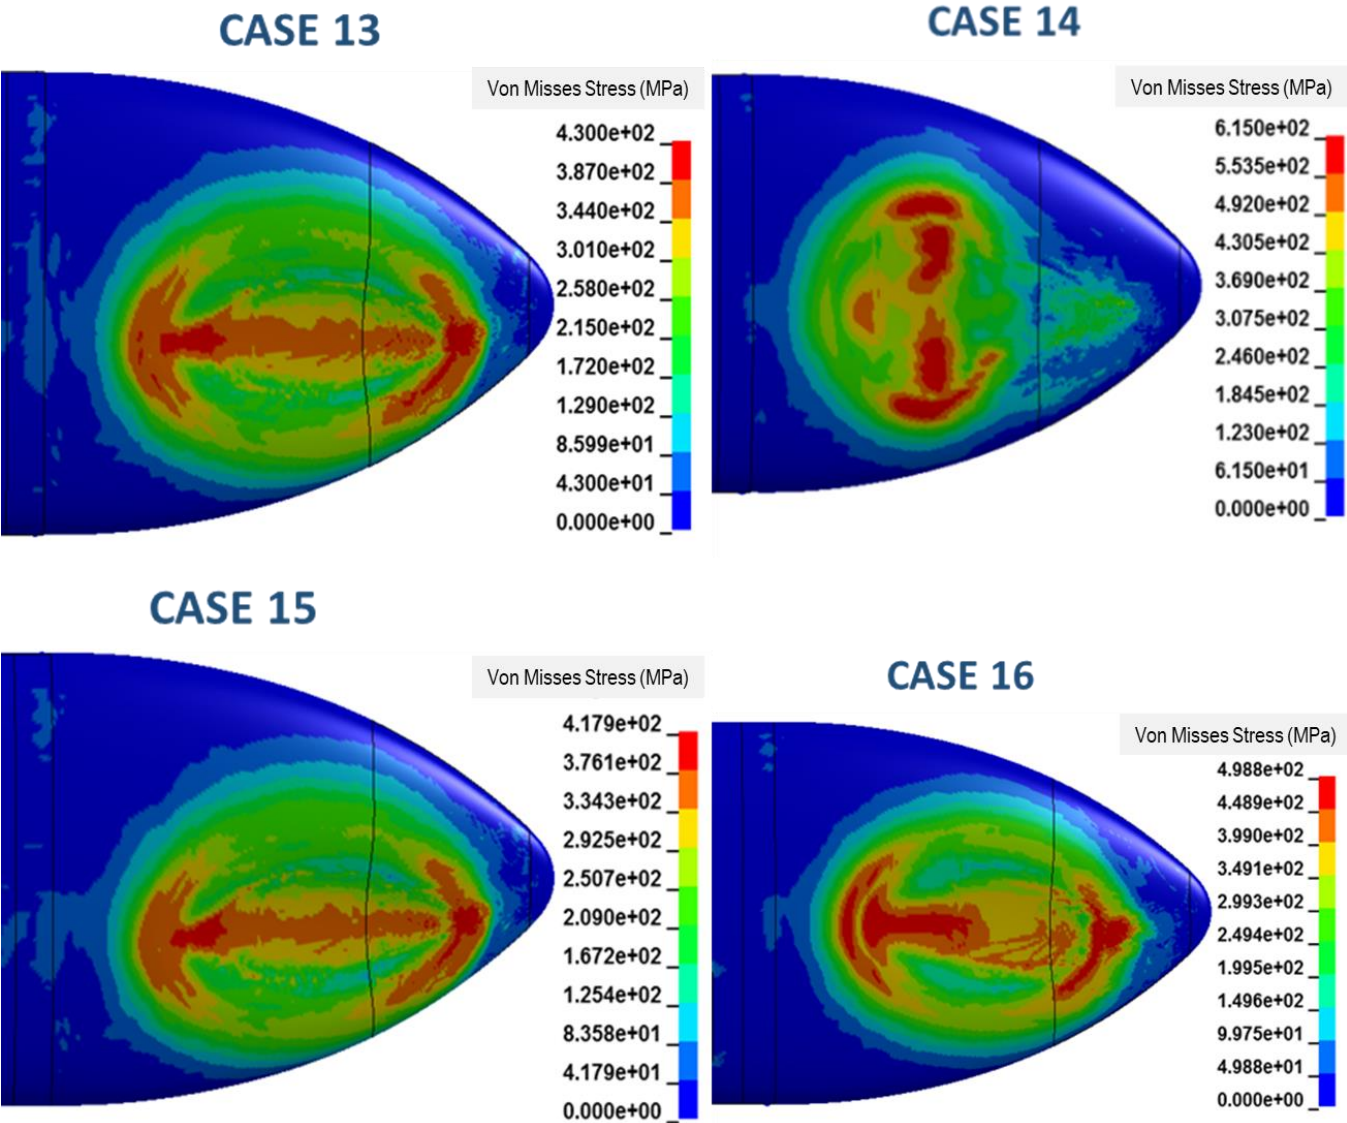 CASE 13
Von Misses Stress (MPa)
4.300e+02
3.870e+02
3.440e+02
3.010e+02
2.580e+02
2.150e+02
1.720e+02
1.290e+02
8.599e+01
4.300e+01
0.000e+00
CASE 14
Von Misses Stress (MPa)
6.150e+02
5.535e+02
4.920e+02
4.305e+02
3.690e+02
3.075e+02
2.460e+02
1.845e+02
1.230e+02
6.150e+01
0.000e+00
CASE 15
Von Misses Stress (MPa)
4.179e+02
3.761e+02
3.343e+02
2.925e+02
2.507e+02
2.090e+02
1.672e+02
1.254e+02
8.358e+01
4.179e+01
0.000e+00
CASE 16
Von Misses Stress (MPa)
4.988e+02
4.489e+02
3.990e+02
3.491e+02
2.993e+02
2.494e+02
1.995e+02
1.496e+02
9.975e+01
4.988e+01
0.000e+00